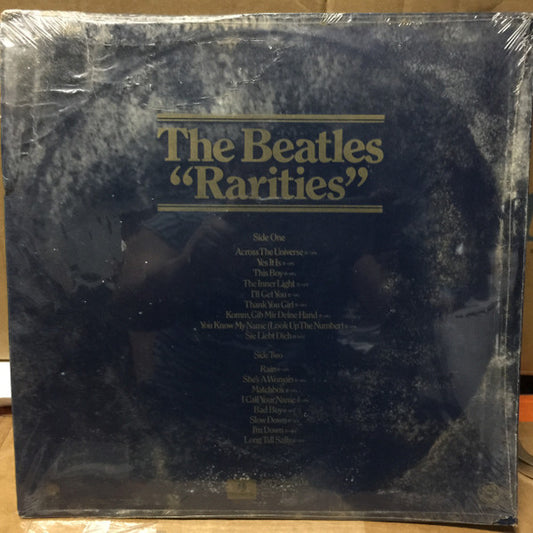 The Beatles
“Rarities”
Side One
Across The Universe
Yes It Is
This Boy
The Inner Light
I'll Get You
Thank You Girl
Komm, Gib Mir Deine Hand
You Know My Name (Look Up The Number)
Sie Liebt Dich
Side Two
Rain
She's A Woman
Matchbox
I Call Your Name
Bad Boy
Slow Down
I'm Down
Long Tall Sally